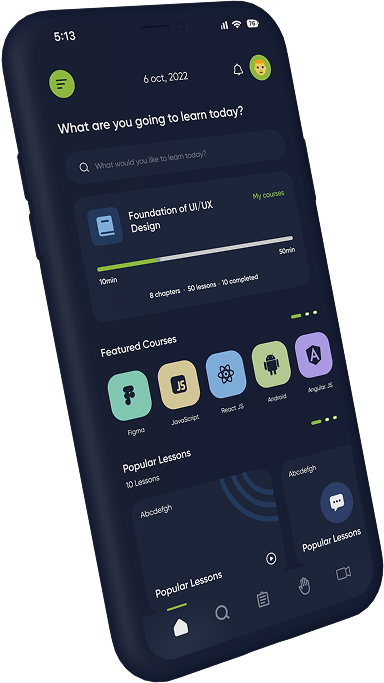 5:13
76
6 oct, 2022
What are you going to learn today?
What would you like to learn today?
Foundation of UI/UX
Design
My courses
10min
50min
8 chapters - 50 lessons - 10 completed
Featured Courses
JS
Figma
JavaScript
React JS
Android
Angular JS
Popular Lessons
10 Lessons
Abcdefgh
Popular Lessons
Abcdefgh
Popular Lessons